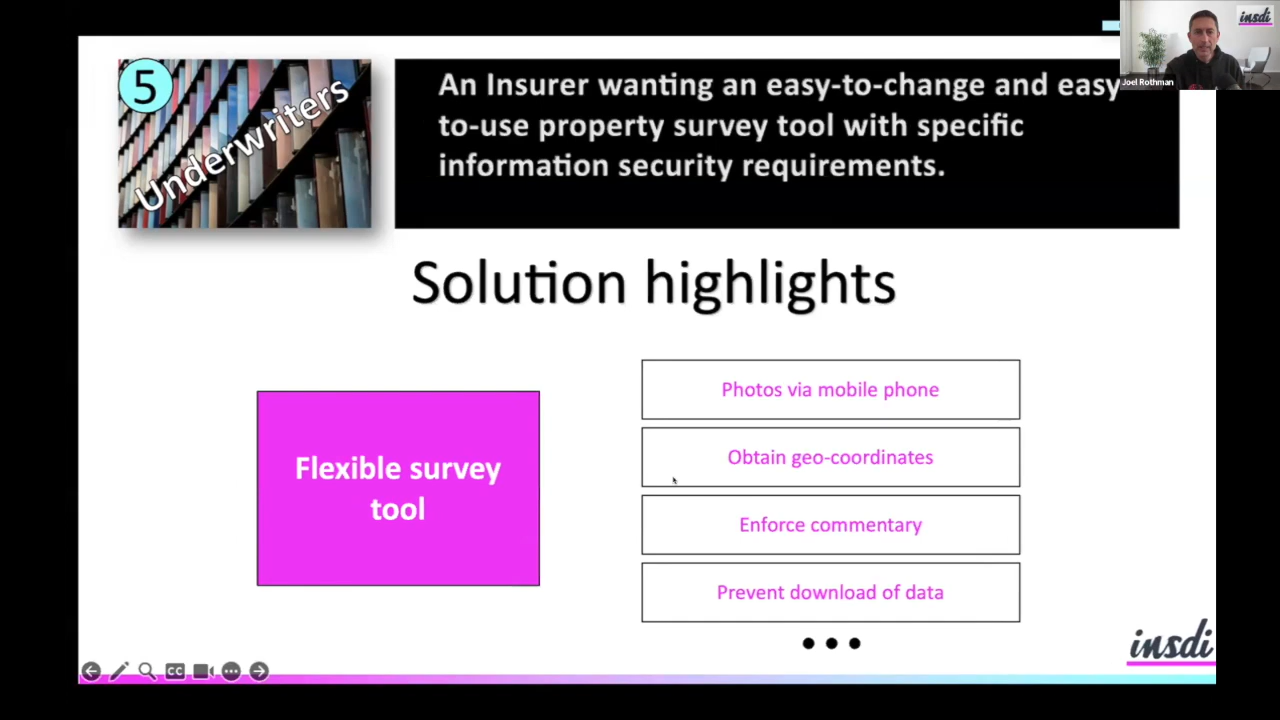 insdi
Joel Rothman
5
Underwriters
An Insurer wanting an easy-to-change and easy-
to-use property survey tool with specific
information security requirements.
Solution highlights
Flexible survey
tool
Photos via mobile phone
Obtain geo-coordinates
Enforce commentary
Prevent download of data
insdi
CC